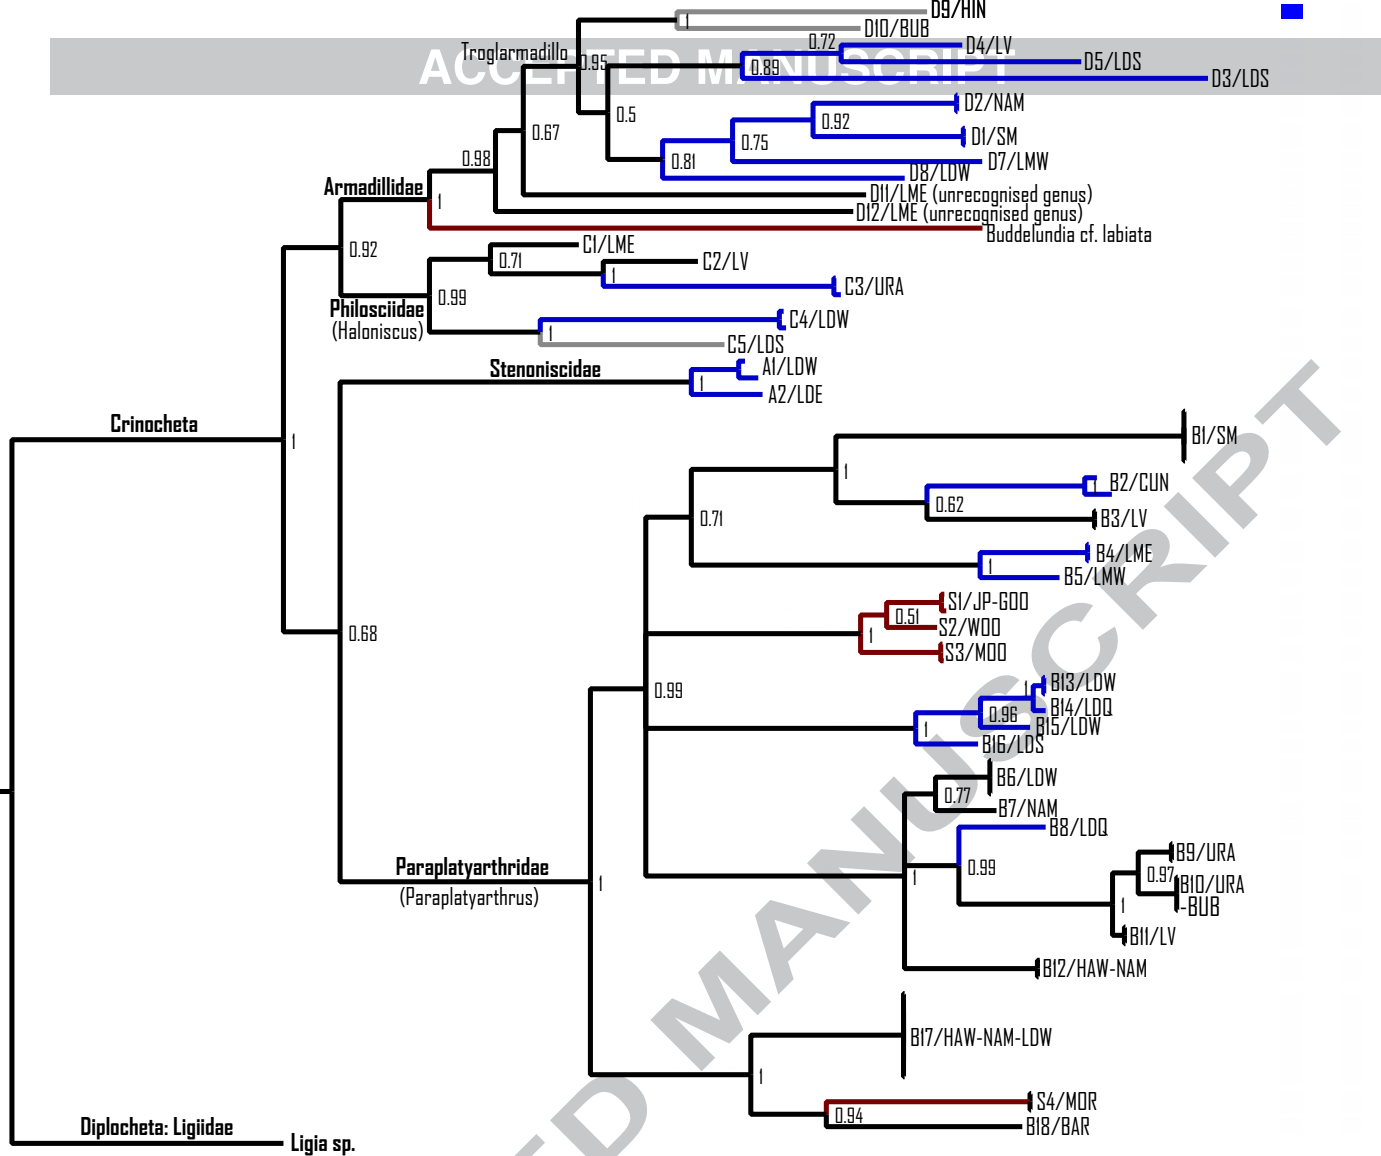 D9/HIN
1
D10/BUB
0.72
D4/LV
Troglarmadillo
0.95
ACCEPTED MANUSCRIPT
0.89
D5/LDS
D3/LDS
D2/NAM
0.5
0.92
0.67
D1/SM
0.75
0.98
0.81
D7/LMW
D8/LDW
Armadillidae
1
D11/LME (unrecognised genus)
D12/LME (unrecognised genus)
Buddelundia cf. labiata
0.92
C1/LME
0.71
C2/LV
1
C3/URA
0.99
Philosciidae
(Haloniscus)
C4/LDW
1
C5/LDS
Stenoniscidae
A1/LDW
1
A2/LDE
Crinocheta
1
B1/SM
1
B2/CUN
1
0.62
B3/LV
0.71
B4/LME
1
B5/LMW
S1/JP-GOO
0.51
S2/WOO
1
S3/MOO
0.68
0.99
1
B13/LDW
B14/LDQ
0.96
B15/LDW
1
B16/LDS
B6/LDW
0.77
B7/NAM
B8/LDQ
0.99
B9/URA
0.97
B10/URA
-BUB
1
B11/LV
1
Paraplatyarthridae
(Paraplatyarthrus)
1
B12/HAW-NAM
B17/HAW-NAM-LDW
1
S4/MOR
0.94
B18/BAR
Diplocheta: Ligiidae
Ligia sp.
ED MANUSCRIPT